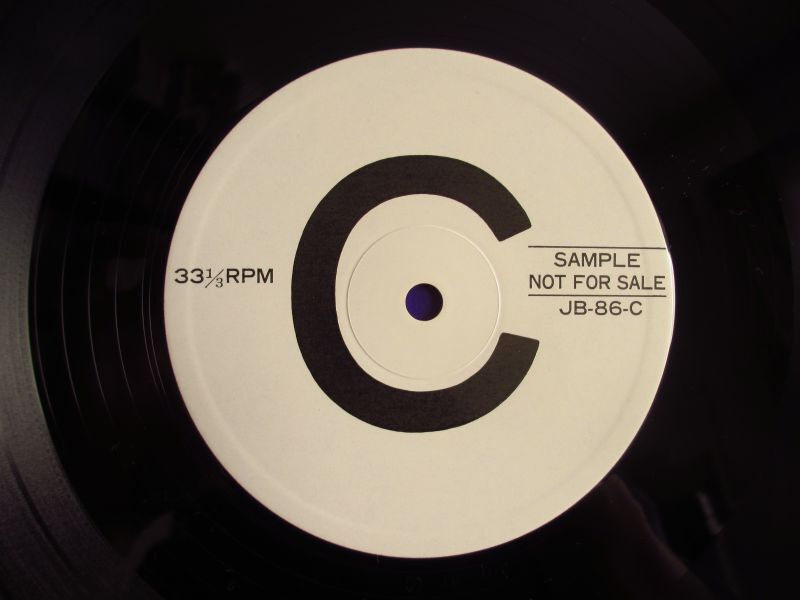 C
33⅓RPM
SAMPLE
NOT FOR SALE
JB-86-C